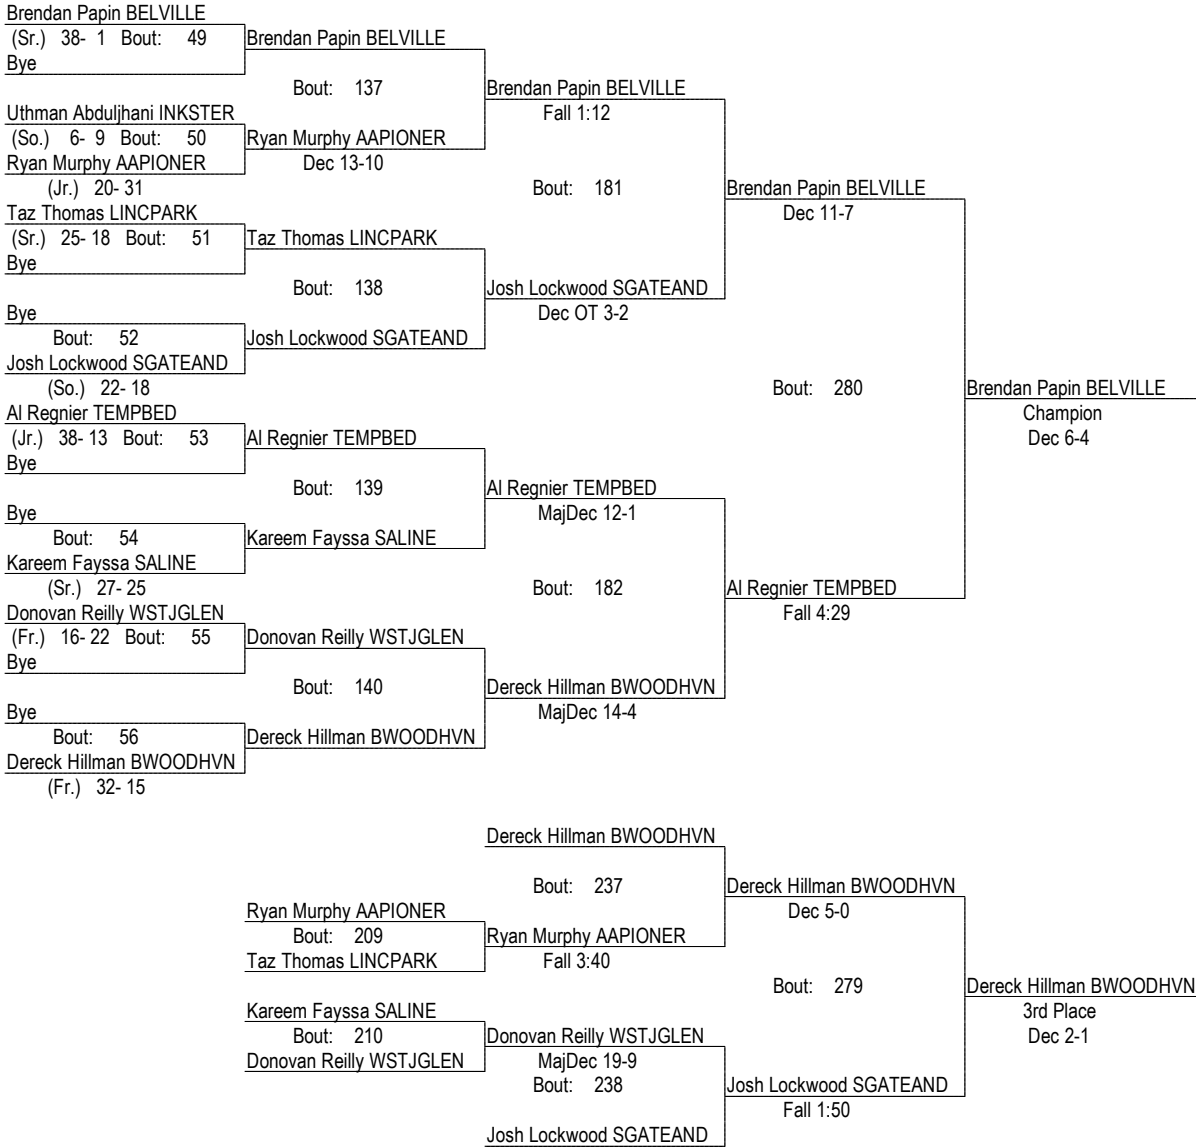 Brendan Papin BELVILLE
(Sr.) 38- 1 Bout: 49 Brendan Papin BELVILLE
Bye
Bout: 137 Brendan Papin BELVILLE
Uthman Abduljhani INKSTER Fall 1:12
(So.) 6- 9 Bout: 50 Ryan Murphy AAPIONER
Ryan Murphy AAPIONER Dec 13-10
(Jr.) 20- 31 Bout: 181 Brendan Papin BELVILLE
Taz Thomas LINCPARK Dec 11-7
(Sr.) 25- 18 Bout: 51 Taz Thomas LINCPARK
Bye
Bout: 138 Josh Lockwood SGATEAND
Bye Dec OT 3-2
Bout: 52 Josh Lockwood SGATEAND
Josh Lockwood SGATEAND
(So.) 22- 18 Bout: 280 Brendan Papin BELVILLE
Al Regnier TEMPBED Champion
(Jr.) 38- 13 Bout: 53 Al Regnier TEMPBED Dec 6-4
Bye
Bout: 139 Al Regnier TEMPBED
Bye MajDec 12-1
Bout: 54 Kareem Fayssa SALINE
Kareem Fayssa SALINE
(Sr.) 27- 25 Bout: 182 Al Regnier TEMPBED
Donovan Reilly WSTJGLEN Fall 4:29
(Fr.) 16- 22 Bout: 55 Donovan Reilly WSTJGLEN
Bye
Bout: 140 Dereck Hillman BWOODHVN
Bye MajDec 14-4
Bout: 56 Dereck Hillman BWOODHVN
Dereck Hillman BWOODHVN
(Fr.) 32- 15
Dereck Hillman BWOODHVN
Bout: 237 Dereck Hillman BWOODHVN
Ryan Murphy AAPIONER Dec 5-0
Bout: 209 Ryan Murphy AAPIONER
Taz Thomas LINCPARK Fall 3:40
Bout: 279 Dereck Hillman BWOODHVN
Kareem Fayssa SALINE 3rd Place
Bout: 210 Donovan Reilly WSTJGLEN Dec 2-1
Donovan Reilly WSTJGLEN MajDec 19-9
Bout: 238 Josh Lockwood SGATEAND
Fall 1:50
Josh Lockwood SGATEAND